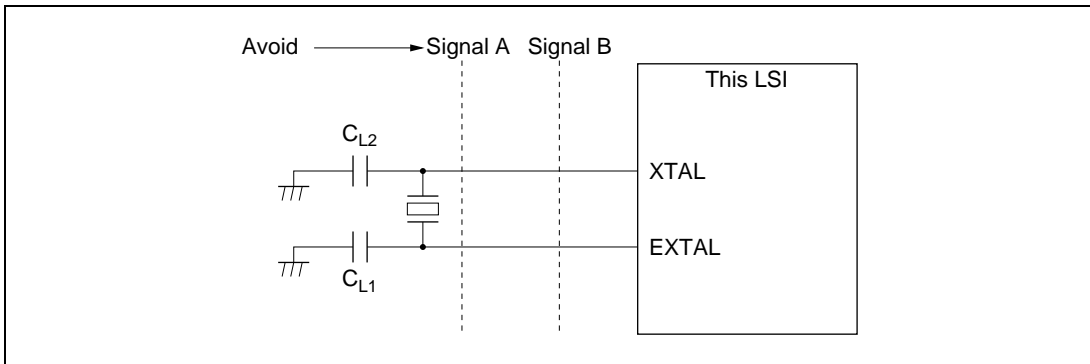 Avoid Signal A Signal B
This LSI
CL2
XTAL
EXTAL
CL1